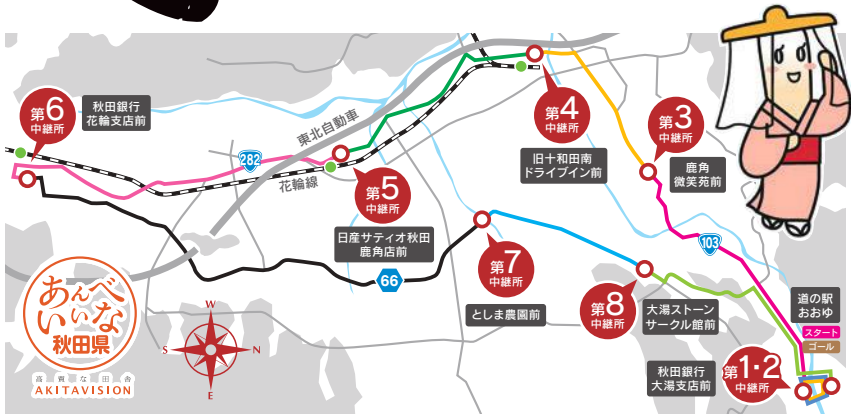 第6
中継所
秋田銀行
花輪支店前
282
東北自動車
花輪線
第5
中継所
日産サティオ秋田
鹿角店前
第4
中継所
旧十和田南
ドライブイン前
第3
中継所
鹿角
微笑苑前
103
66
第7
中継所
としま農園前
第8
中継所
大湯ストーン
サークル館前
道の駅
おおゆ
スタート
ゴール
秋田銀行
大湯支店前
第1・2
中継所
あんべ
いいな
秋田県
高質な田舎
AKITAVISION
W
S
N
E